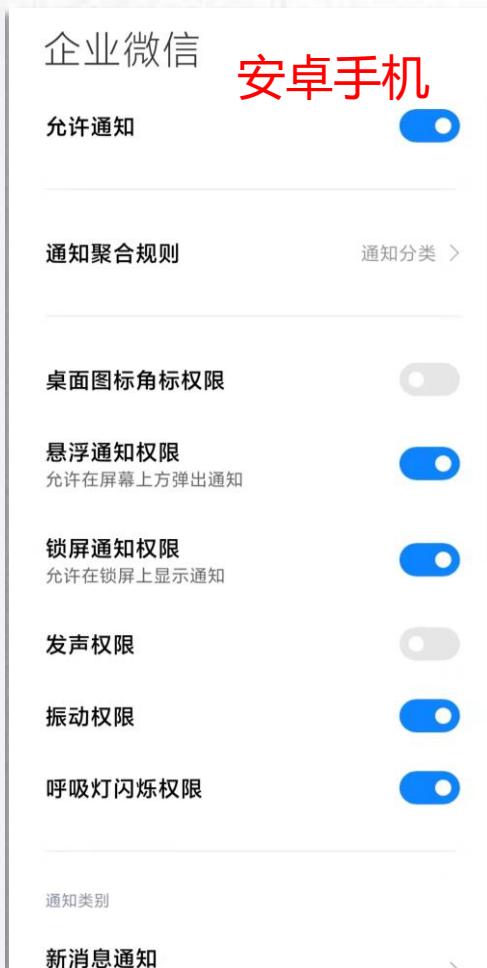 企业微信
安卓手机
允许通知
通知聚合规则 通知分类
桌面图标角标权限
悬浮通知权限
允许在屏幕上方弹出通知
锁屏通知权限
允许在锁屏上显示通知
发声权限
振动权限
呼吸灯闪烁权限
通知类别
新消息通知